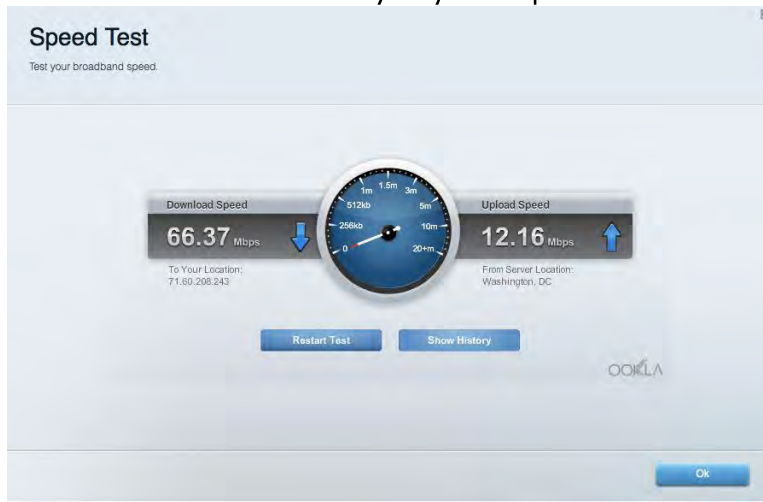 Speed Test
Test your broadband speed.
Download Speed
66.37 Mbps
To Your Location:
71.60.208.243
0
256kb
512kb
1m
1.5m
3m
5m
10m
20+m
Upload Speed
12.16 Mbps
From Server Location:
Washington, DC
Restart Test
Show History
OOKLA
Ok